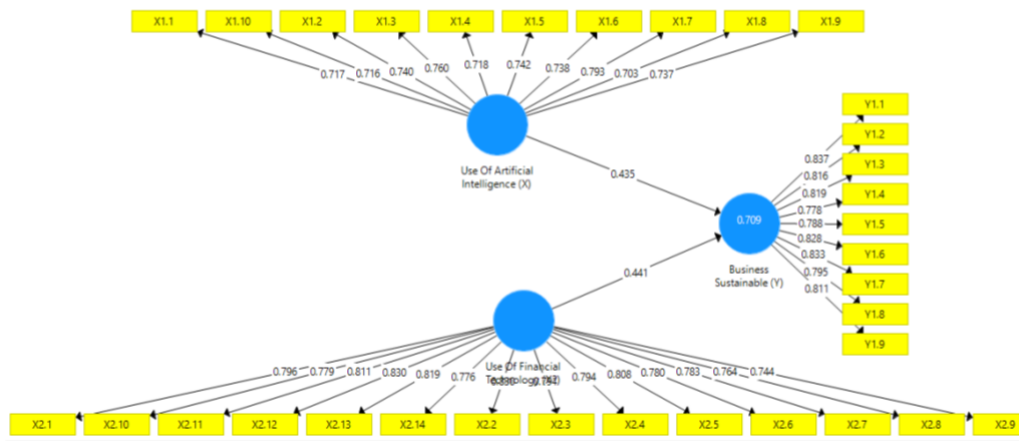 X1.1 X1.10 X1.2 X1.3 X1.4 X1.5 X1.6 X1.7 X1.8 X1.9
0.717 0.716 0.740 0.760 0.718 0.742 0.738 0.793 0.703 0.737
Use Of Artificial
Intelligence (X)
0.435
Y1.1
Y1.2
Y1.3
Y1.4
Y1.5
Y1.6
Y1.7
Y1.8
Y1.9
0.837
0.816
0.819
0.778
0.788
0.828
0.833
0.795
0.811
0.709
Business
Sustainable (Y)
0.441
Use Of Financial
0.796 0.779 0.811 0.830 0.819 0.776 0.794 0.808 0.780 0.783 0.764 0.744
X2.1 X2.10 X2.11 X2.12 X2.13 X2.14 X2.2 X2.3 X2.4 X2.5 X2.6 X2.7 X2.8 X2.9